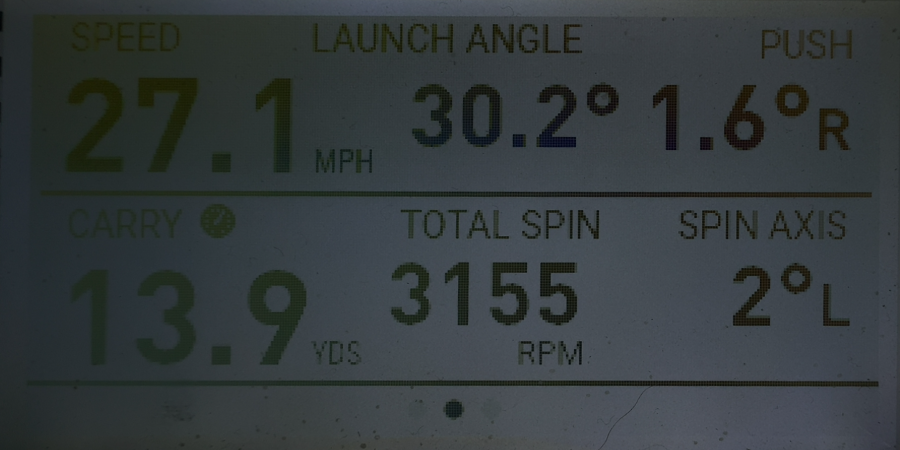 SPEED LAUNCH ANGLE PUSH
27.1 MPH 30.2° 1.6° R
CARRY TOTAL SPIN SPIN AXIS
13.9 YDS 3155 RPM 2° L